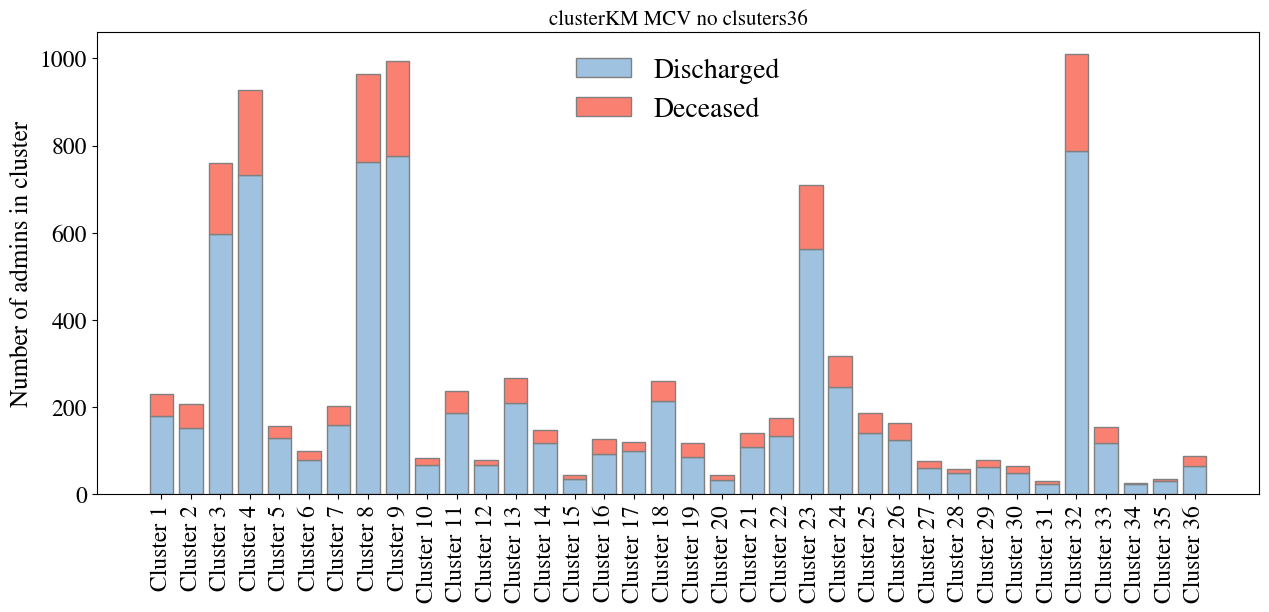 clusterKM MCV no clsuters36
Number of admins in cluster
1000
800
600
400
200
0
Discharged
Deceased
Cluster 1
Cluster 2
Cluster 3
Cluster 4
Cluster 5
Cluster 6
Cluster 7
Cluster 8
Cluster 9
Cluster 10
Cluster 11
Cluster 12
Cluster 13
Cluster 14
Cluster 15
Cluster 16
Cluster 17
Cluster 18
Cluster 19
Cluster 20
Cluster 21
Cluster 22
Cluster 23
Cluster 24
Cluster 25
Cluster 26
Cluster 27
Cluster 28
Cluster 29
Cluster 30
Cluster 31
Cluster 32
Cluster 33
Cluster 34
Cluster 35
Cluster 36